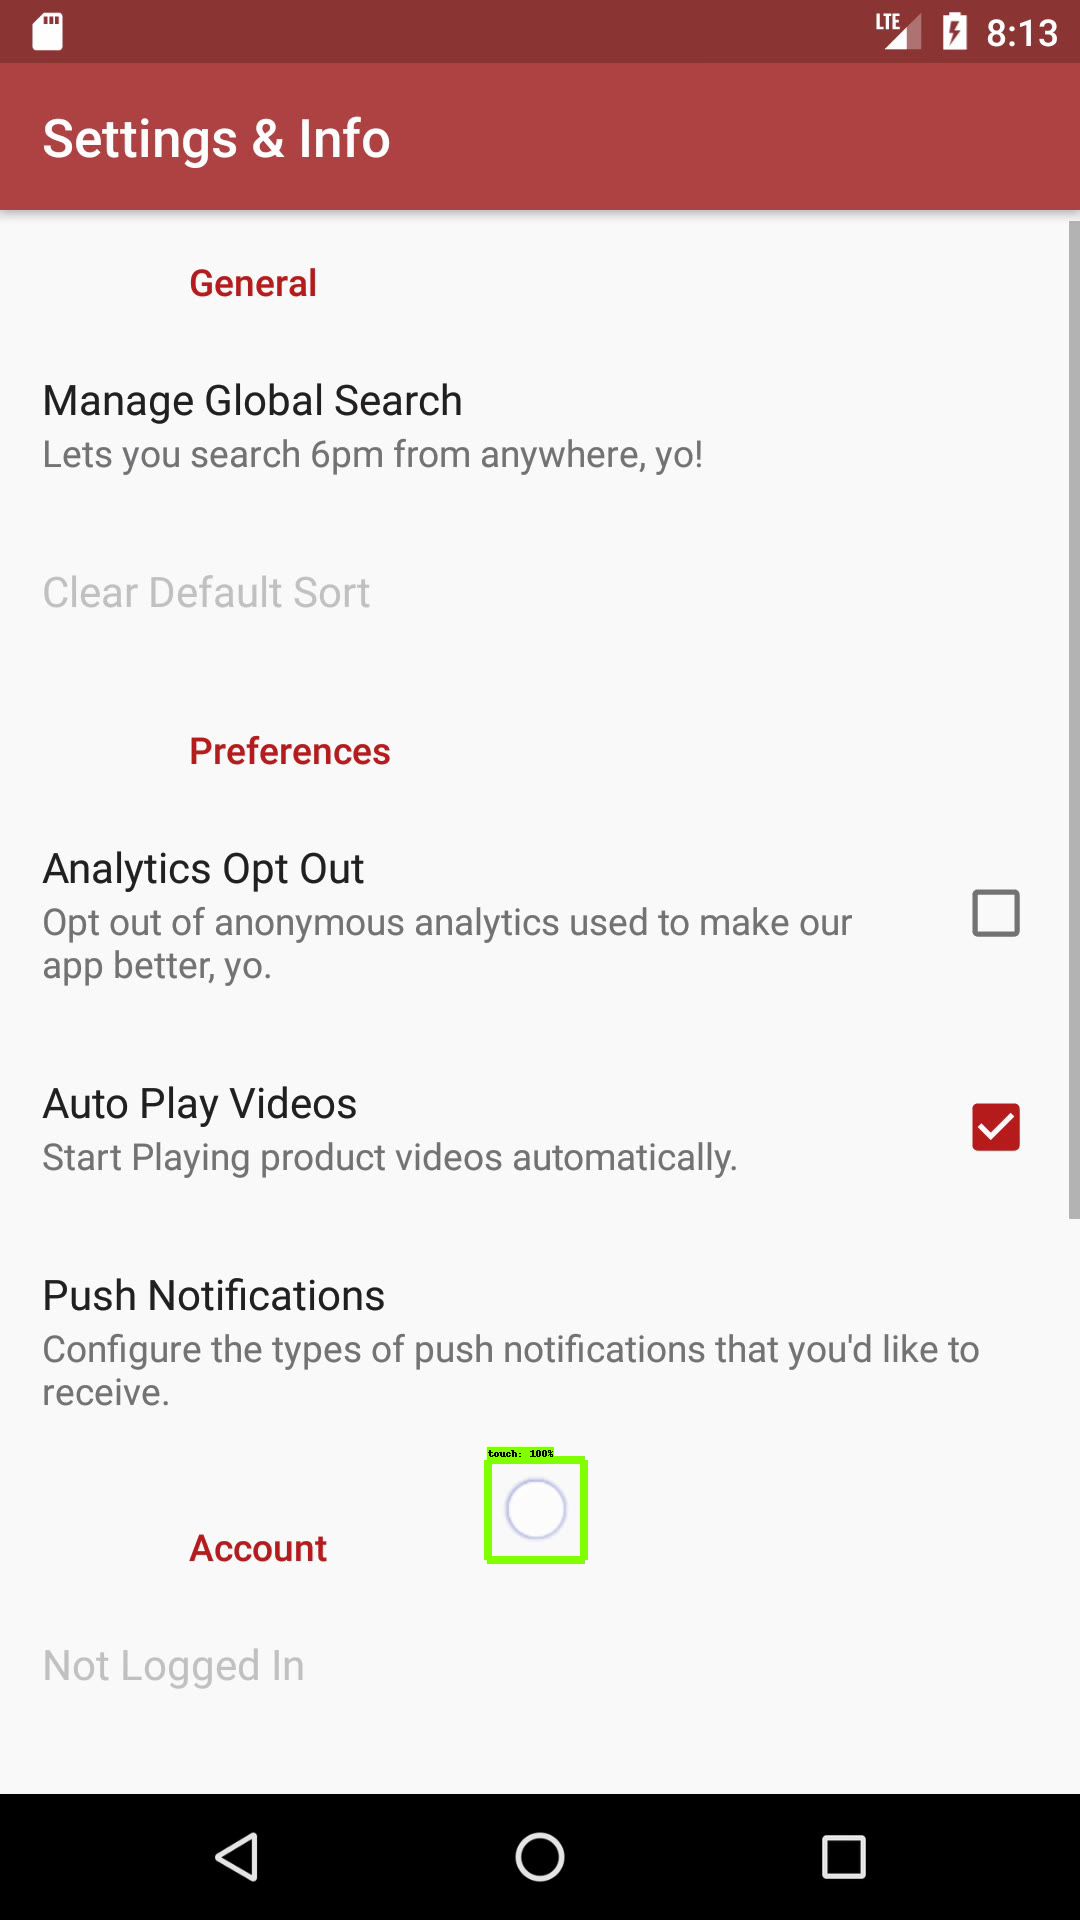 LTE 8:13
Settings & Info
General
Manage Global Search
Lets you search 6pm from anywhere, yo!
Clear Default Sort
Preferences
Analytics Opt Out
Opt out of anonymous analytics used to make our
app better, yo.
Auto Play Videos
Start Playing product videos automatically.
Push Notifications
Configure the types of push notifications that you'd like to
receive.
touch: 100%
Account
Not Logged In